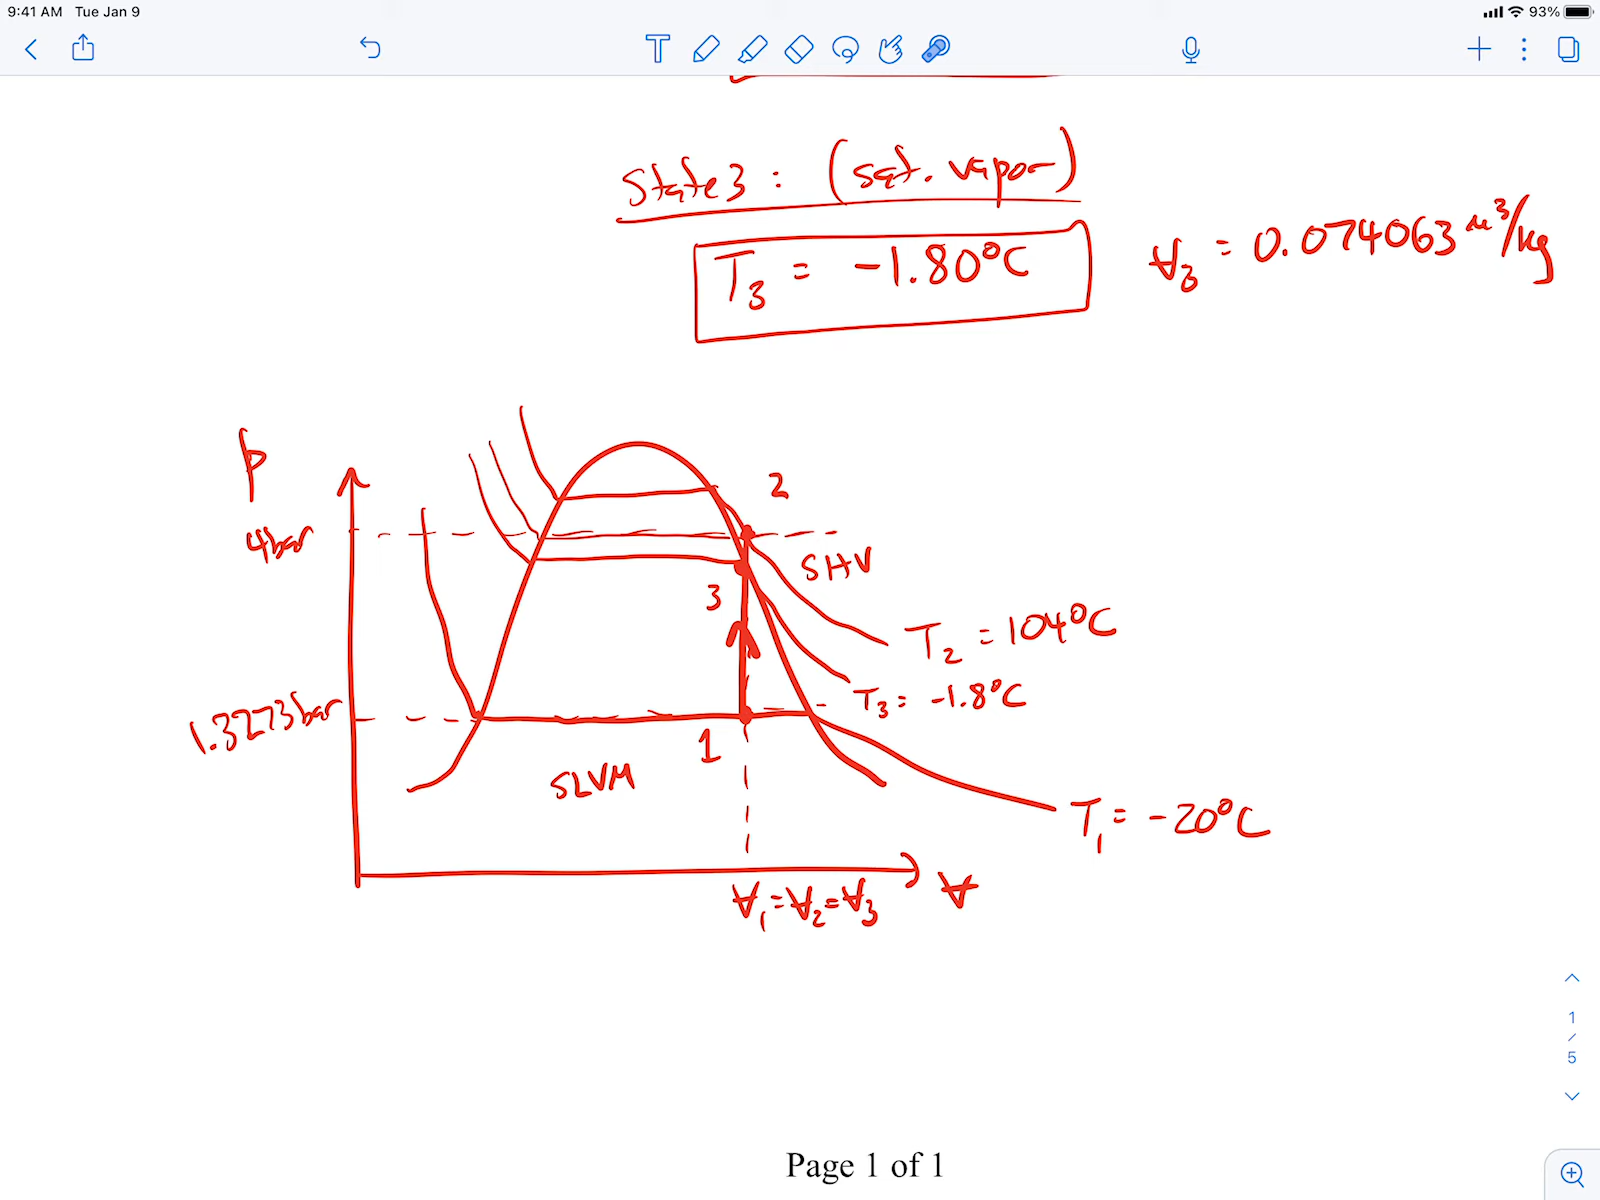 9:41 AM Tue Jan 9 93%
State 3 : (sat. vapor)
T₃ = -1.80°C
∀₃ = 0.074063 m³/kg
P
2
4bar
SHV
3
T₂ = 104°C
T₃ = -1.8°C
1.3273bar
1
SLVM
T₁ = -20°C
∀₁=∀₂=∀₃
∀
1
/
5
Page 1 of 1